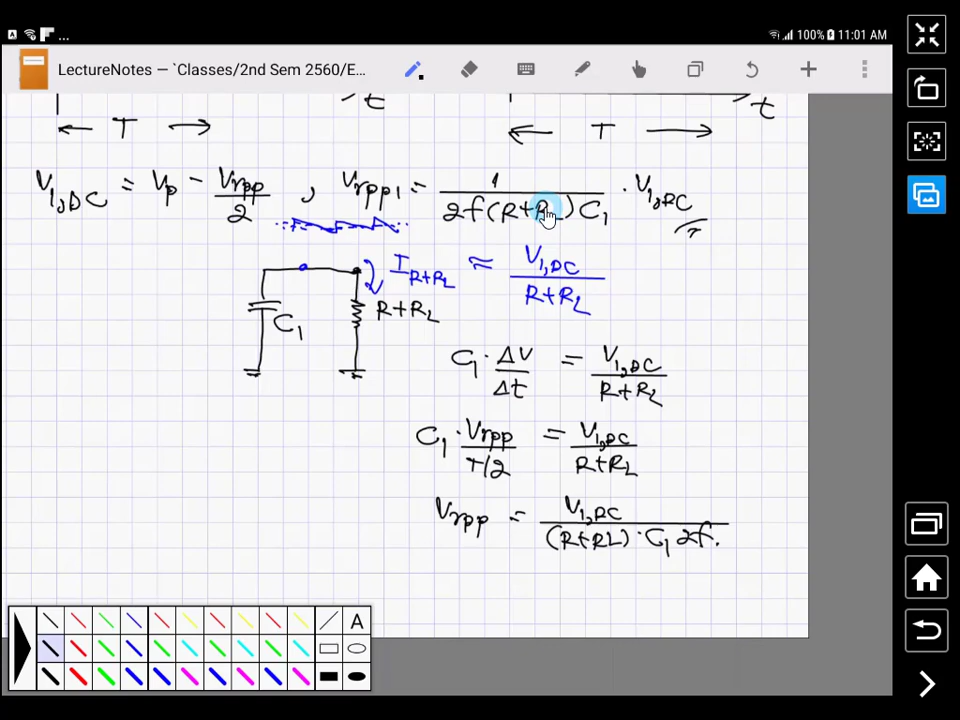 A ... 100% 11:01 AM
LectureNotes — `Classes/2nd Sem 2560/E...
t t
T T
V1,DC = Vp - Vrpp/2 , Vrpp1 = 1/(2f(R+RL)C1) · V1,DC
I R+RL ≈ V1,DC/(R+RL)
C1 R+RL
C1 · ΔV/Δt = V1,DC/(R+RL)
C1 · Vrpp/(T/2) = V1,DC/(R+RL)
Vrpp = V1,DC/((R+RL) · C1 2f.
A